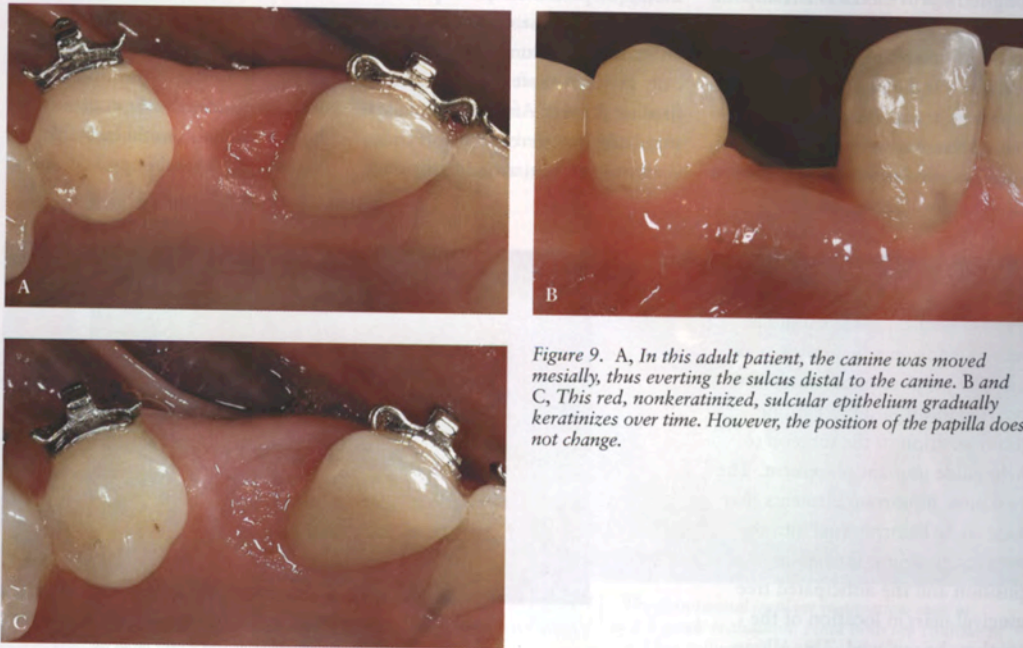 A
B
Figure 9. A, In this adult patient, the canine was moved
mesially, thus everting the sulcus distal to the canine. B and
C, This red, nonkeratinized, sulcular epithelium gradually
keratinizes over time. However, the position of the papilla does
not change.
C